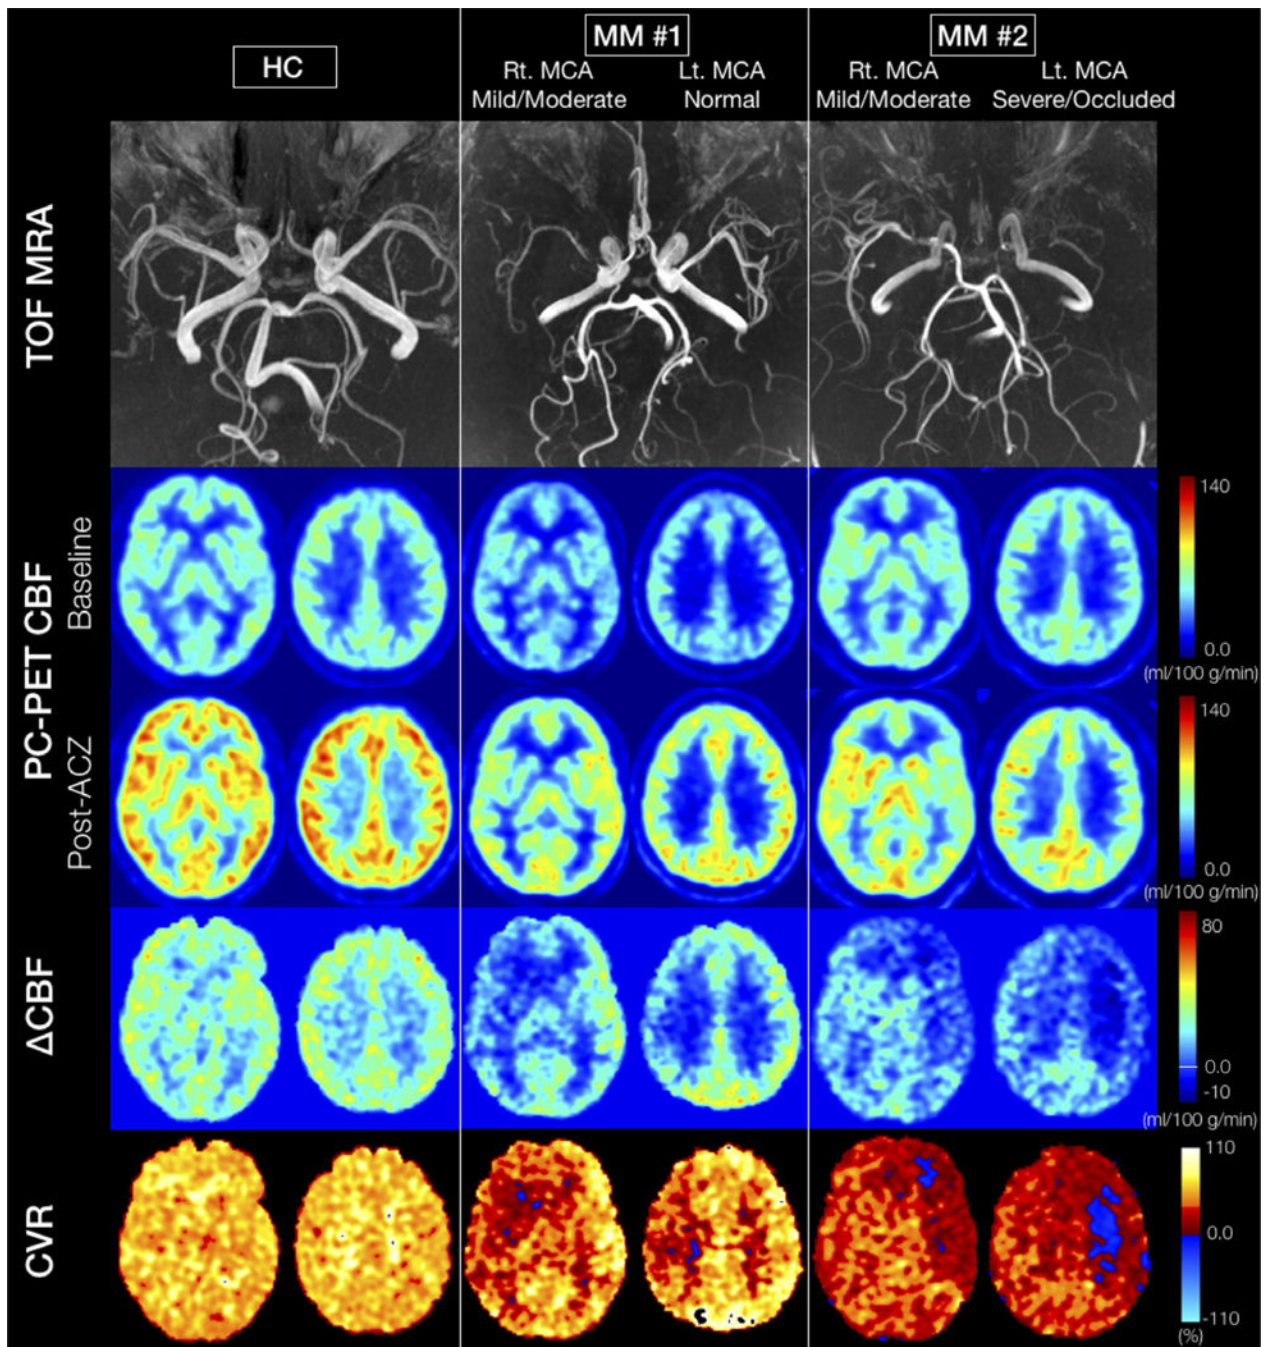 HC
MM #1
Rt. MCA
Mild/Moderate
Lt. MCA
Normal
MM #2
Rt. MCA
Mild/Moderate
Lt. MCA
Severe/Occluded
TOF MRA
PC-PET CBF
Baseline
140
0.0
(ml/100 g/min)
Post-ACZ
140
0.0
(ml/100 g/min)
ΔCBF
80
0.0
-10
(ml/100 g/min)
CVR
110
0.0
-110
(%)